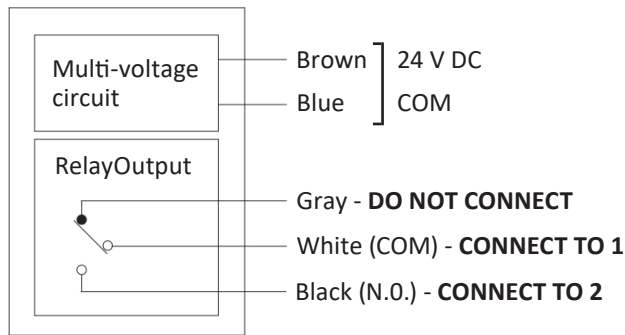 Multi-voltage
circuit
Brown
24 V DC
Blue
COM
RelayOutput
Gray - DO NOT CONNECT
White (COM) - CONNECT TO 1
Black (N.O.) - CONNECT TO 2